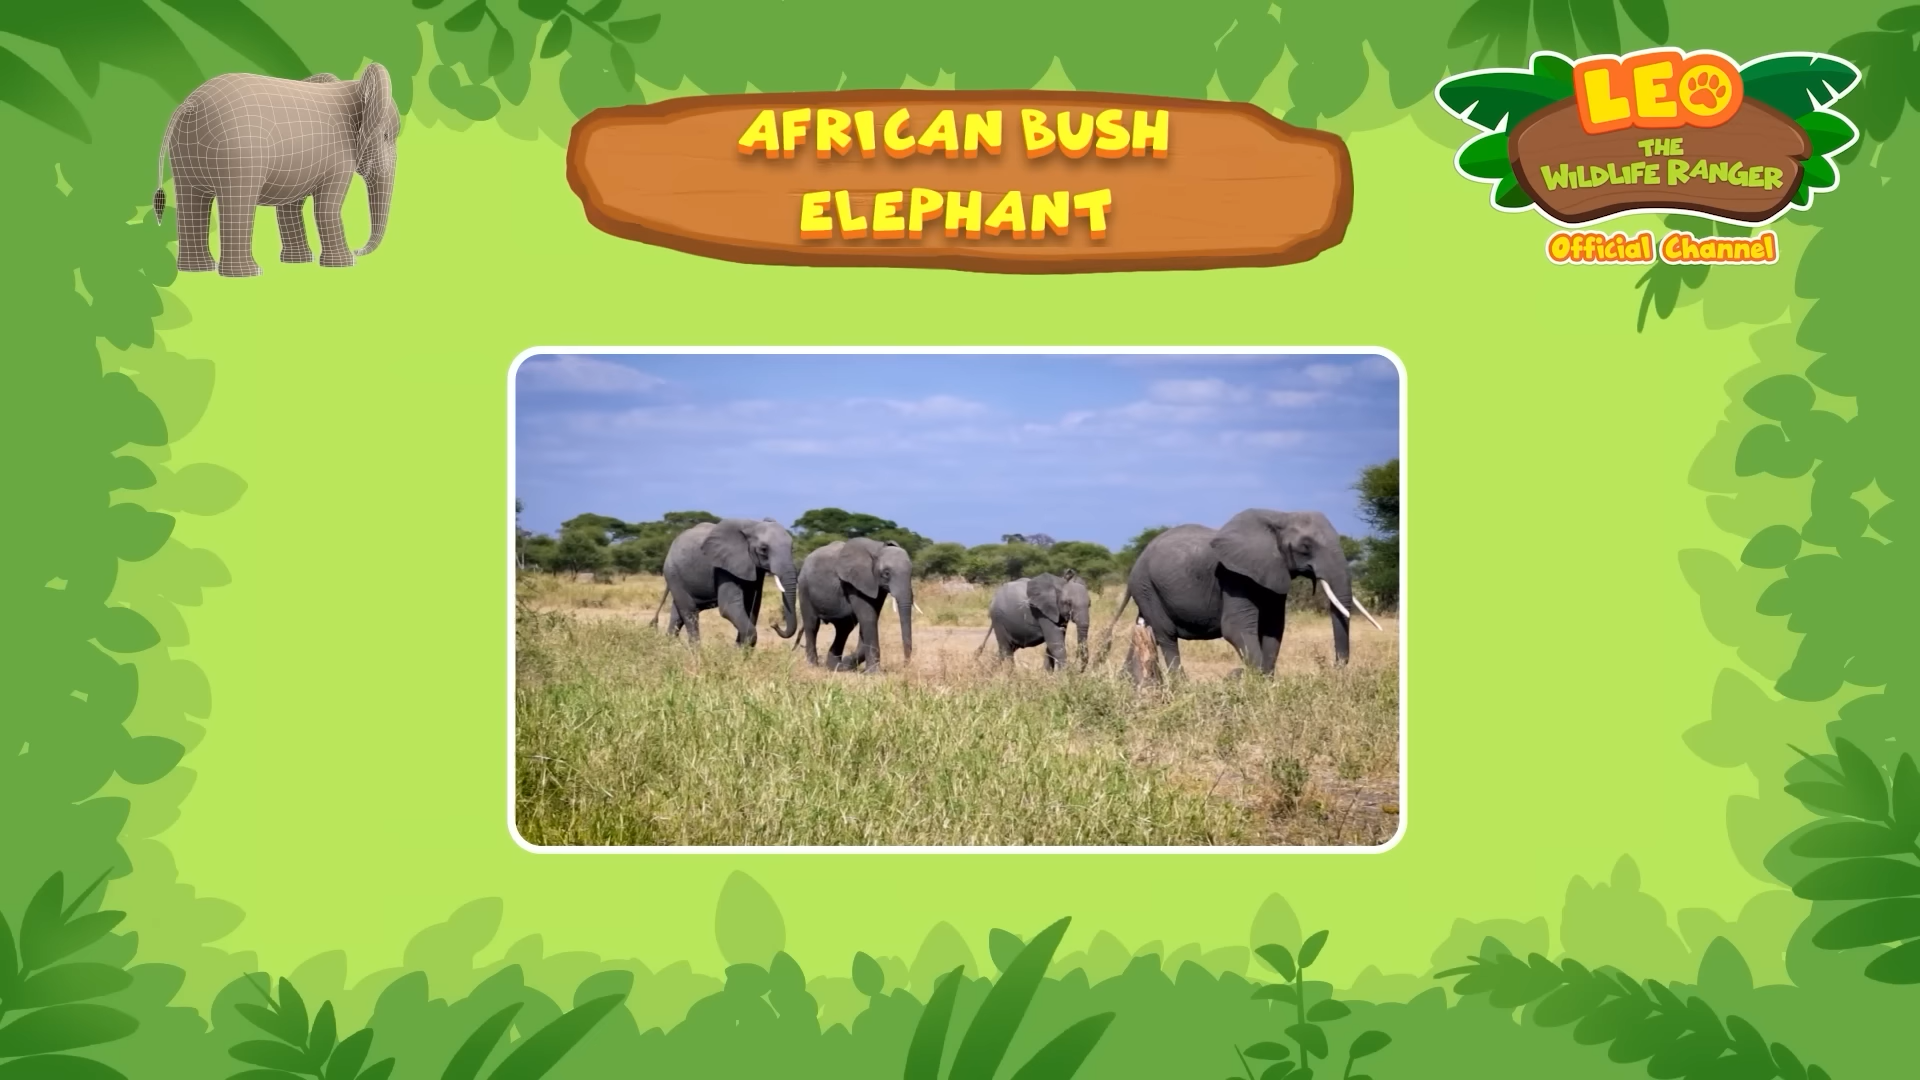 AFRICAN BUSH
ELEPHANT
LEO
THE
WILDLIFE RANGER
Official Channel